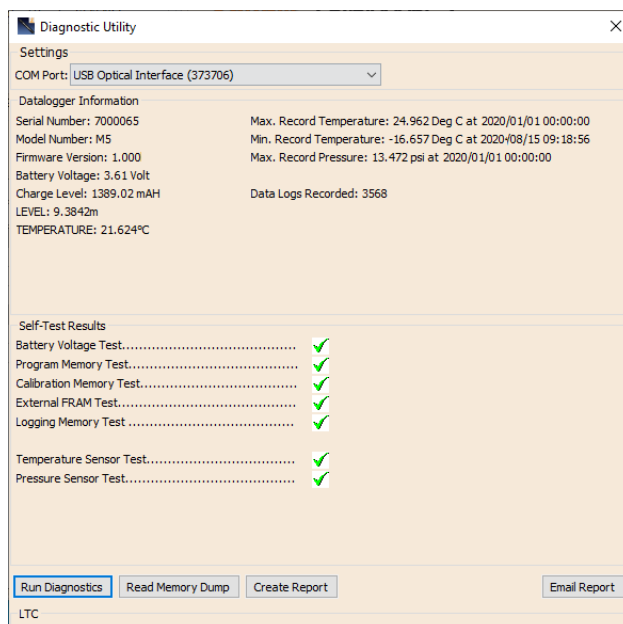 Diagnostic Utility
Settings
COM Port: USB Optical Interface (373706)
Datalogger Information
Serial Number: 7000065
Max. Record Temperature: 24.962 Deg C at 2020/01/01 00:00:00
Model Number: M5
Min. Record Temperature: -16.657 Deg C at 2020/08/15 09:18:56
Firmware Version: 1.000
Max. Record Pressure: 13.472 psi at 2020/01/01 00:00:00
Battery Voltage: 3.61 Volt
Charge Level: 1389.02 mAH
Data Logs Recorded: 3568
LEVEL: 9.3842m
TEMPERATURE: 21.624°C
Self-Test Results
Battery Voltage Test..........................................
Program Memory Test.........................................
Calibration Memory Test......................................
External FRAM Test...........................................
Logging Memory Test ........................................
Temperature Sensor Test....................................
Pressure Sensor Test.........................................
Run Diagnostics
Read Memory Dump
Create Report
Email Report
LTC